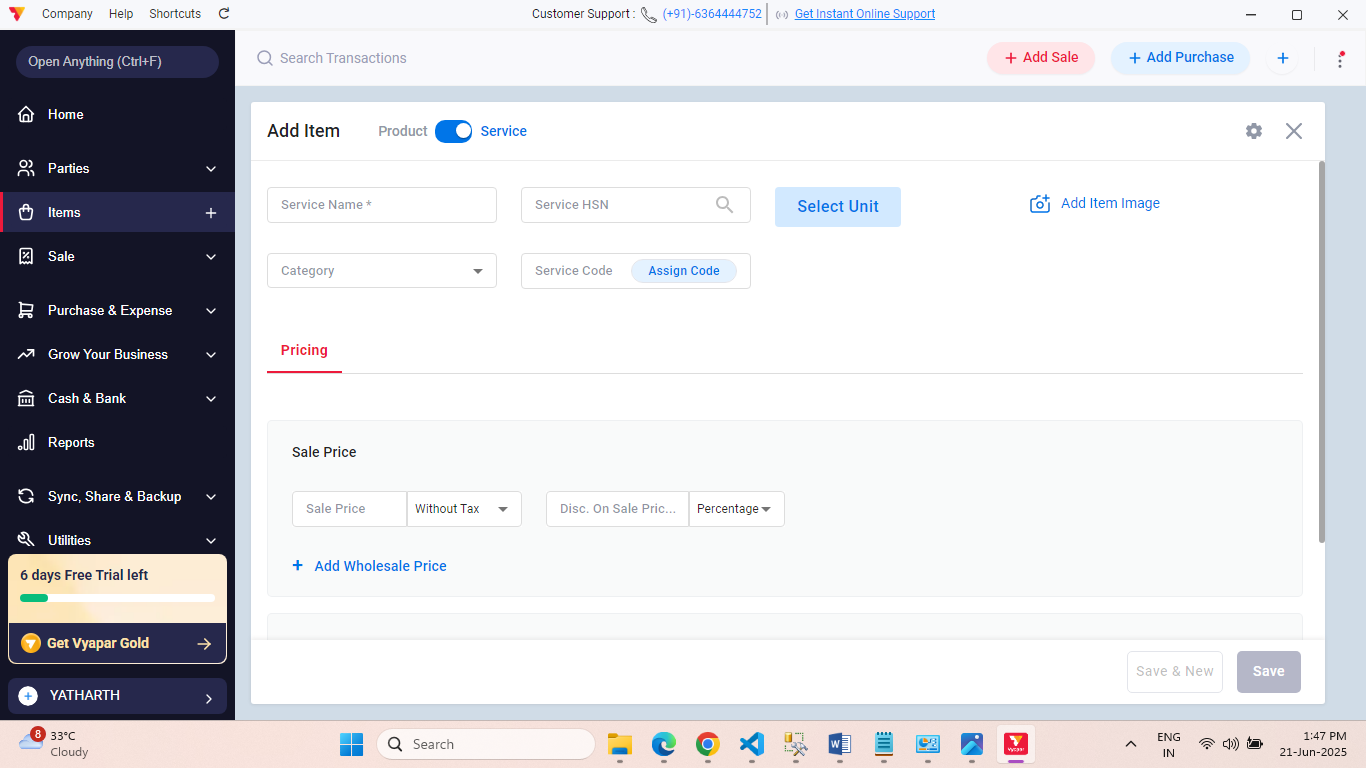 Company Help Shortcuts
Customer Support : (+91)-6364444752 Get Instant Online Support
Open Anything (Ctrl+F)
Home
Parties
Items
Sale
Purchase & Expense
Grow Your Business
Cash & Bank
Reports
Sync, Share & Backup
Utilities
6 days Free Trial left
Get Vyapar Gold
YATHARTH
Search Transactions
Add Sale
Add Purchase
Add Item
Product Service
Service Name *
Service HSN
Select Unit
Add Item Image
Category
Service Code Assign Code
Pricing
Sale Price
Sale Price Without Tax
Disc. On Sale Pric... Percentage
+ Add Wholesale Price
Save & New
Save
8
33°C
Cloudy
Search
Vyapar
ENG
IN
1:47 PM
21-Jun-2025